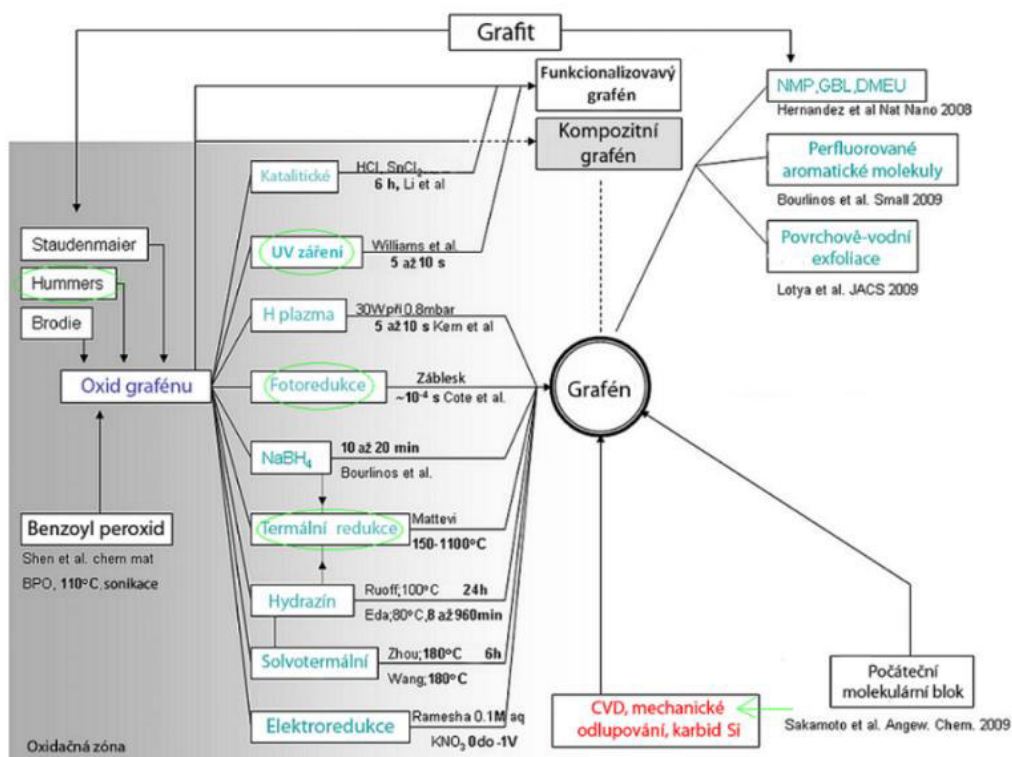 Grafit
Funkcionalizovavý
grafén
Kompozitní
grafén
NMP,GBL,DMEU
Hernandez et al Nat Nano 2008
Perfluorované
aromatické molekuly
Bourlinos et al. Small 2009
Povrchově-vodní
exfoliace
Lotya et al. JACS 2009
Staudenmaier
Hummers
Brodie
Oxid grafénu
Benzoyl peroxid
Shen et al. chem mat
BPO, 110°C, sonikace
Katalitické
HCl, SnCl2
6 h, Li et al
UV záření
Williams et al.
5 až 10 s
H plazma
30W při 0.8mbar
5 až 10 s Kern et al
Fotoredukce
Záblesk
~10⁻⁴ s Cote et al.
NaBH4
10 až 20 min
Bourlinos et al.
Termální redukce
Mattevi
150-1100°C
Hydrazín
Ruoff;100°C 24h
Eda;80°C,8 až 960min
Solvotermální
Zhou;180°C 6h
Wang;180°C
Elektroredukce
Ramesha 0.1M aq
KNO3 0 do -1V
Oxidačná zóna
Grafén
CVD, mechanické
odlupování, karbid Si
Počáteční
molekulární blok
Sakamoto et al. Angew. Chem. 2009